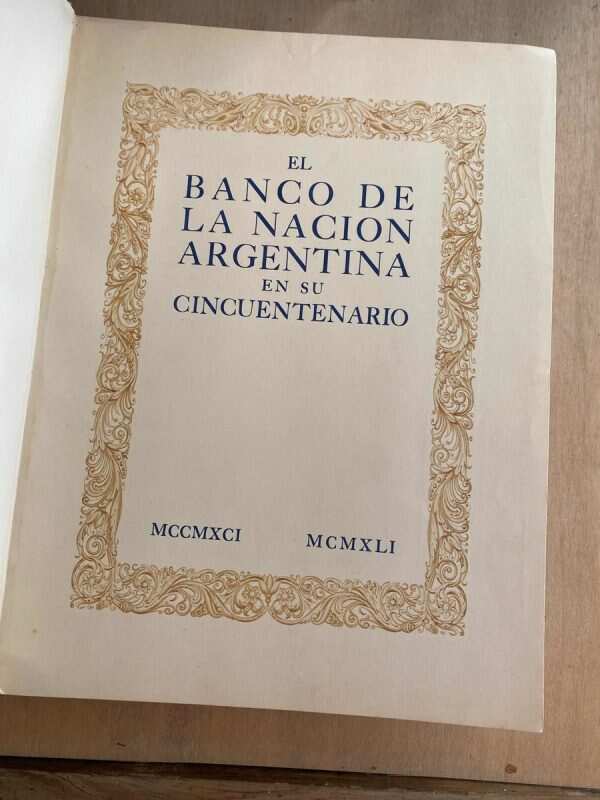 EL
BANCO DE
LA NACION
ARGENTINA
EN SU
CINCUENTENARIO
MCCMXCI MCMXLI